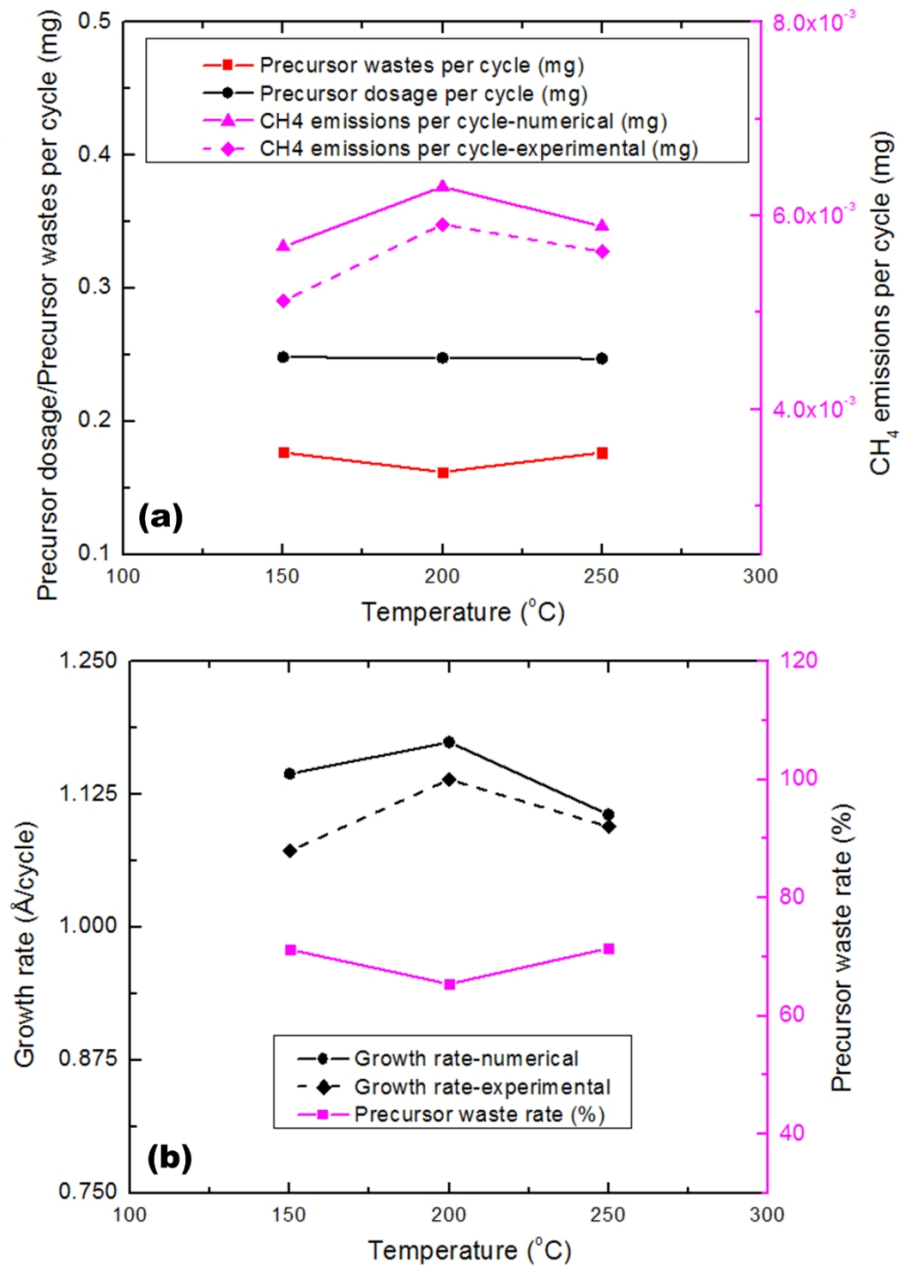 0.5
0.4
0.3
0.2
0.1
Precursor dosage/Precursor wastes per cycle (mg)
Precursor wastes per cycle (mg)
Precursor dosage per cycle (mg)
CH4 emissions per cycle-numerical (mg)
CH4 emissions per cycle-experimental (mg)
8.0x10⁻³
6.0x10⁻³
4.0x10⁻³
CH₄ emissions per cycle (mg)
(a)
100 150 200 250 300
Temperature (°C)
1.250
1.125
1.000
0.875
0.750
Growth rate (Å/cycle)
120
100
80
60
40
Precursor waste rate (%)
Growth rate-numerical
Growth rate-experimental
Precursor waste rate (%)
(b)
100 150 200 250 300
Temperature (°C)